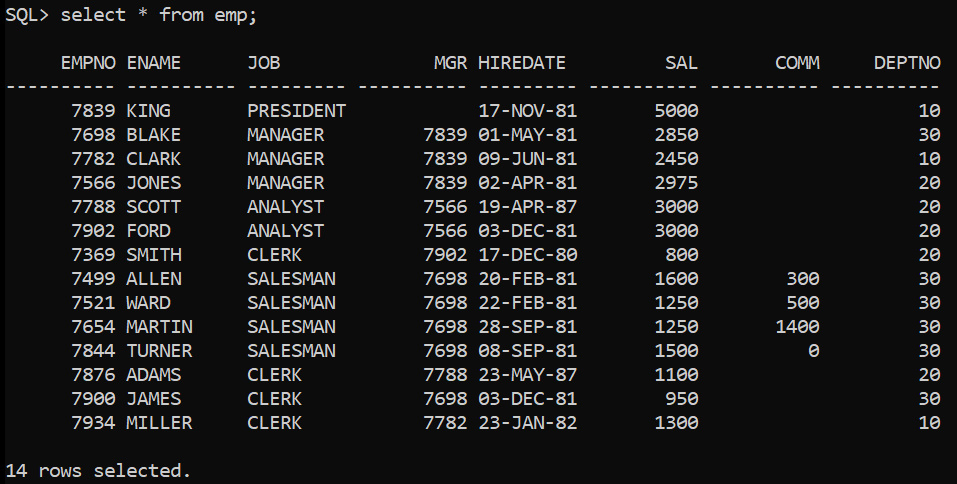 SQL> select * from emp;
     EMPNO ENAME      JOB              MGR HIREDATE         SAL       COMM     DEPTNO
---------- ---------- --------- ---------- --------- ---------- ---------- ----------
      7839 KING       PRESIDENT            17-NOV-81       5000                    10
      7698 BLAKE      MANAGER         7839 01-MAY-81       2850                    30
      7782 CLARK      MANAGER         7839 09-JUN-81       2450                    10
      7566 JONES      MANAGER         7839 02-APR-81       2975                    20
      7788 SCOTT      ANALYST         7566 19-APR-87       3000                    20
      7902 FORD       ANALYST         7566 03-DEC-81       3000                    20
      7369 SMITH      CLERK           7902 17-DEC-80        800                    20
      7499 ALLEN      SALESMAN        7698 20-FEB-81       1600        300         30
      7521 WARD       SALESMAN        7698 22-FEB-81       1250        500         30
      7654 MARTIN     SALESMAN        7698 28-SEP-81       1250       1400         30
      7844 TURNER     SALESMAN        7698 08-SEP-81       1500          0         30
      7876 ADAMS      CLERK           7788 23-MAY-87       1100                    20
      7900 JAMES      CLERK           7698 03-DEC-81        950                    30
      7934 MILLER     CLERK           7782 23-JAN-82       1300                    10
14 rows selected.